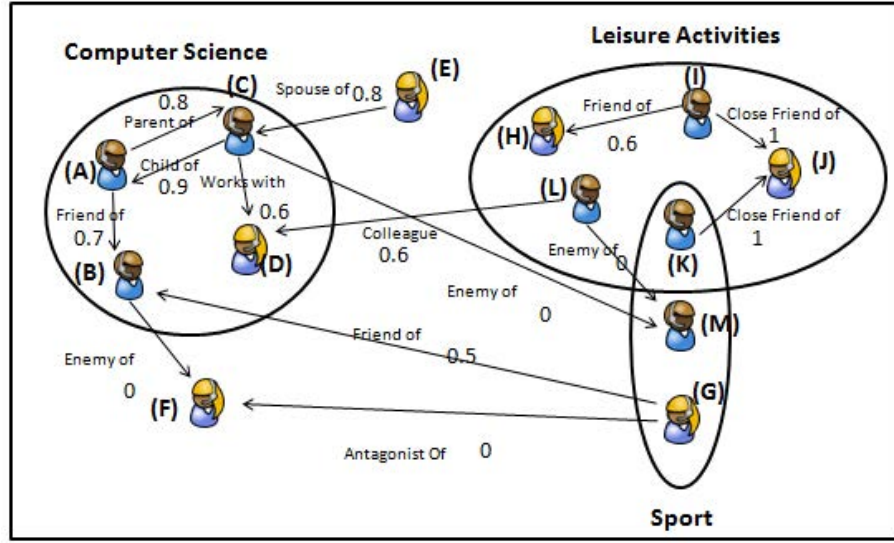 Computer Science
Leisure Activities
(C)
(E)
(I)
Spouse of 0.8
0.8
Parent of
Friend of
0.6
Close Friend of
1
(H)
(J)
(A)
Child of
0.9
Works with
0.6
(L)
Friend of
0.7
Colleague
0.6
Close Friend of
1
(K)
(D)
(B)
Enemy of
0
Enemy of
0
(M)
Friend of
0.5
Enemy of
0
(F)
(G)
Antagonist Of 0
Sport